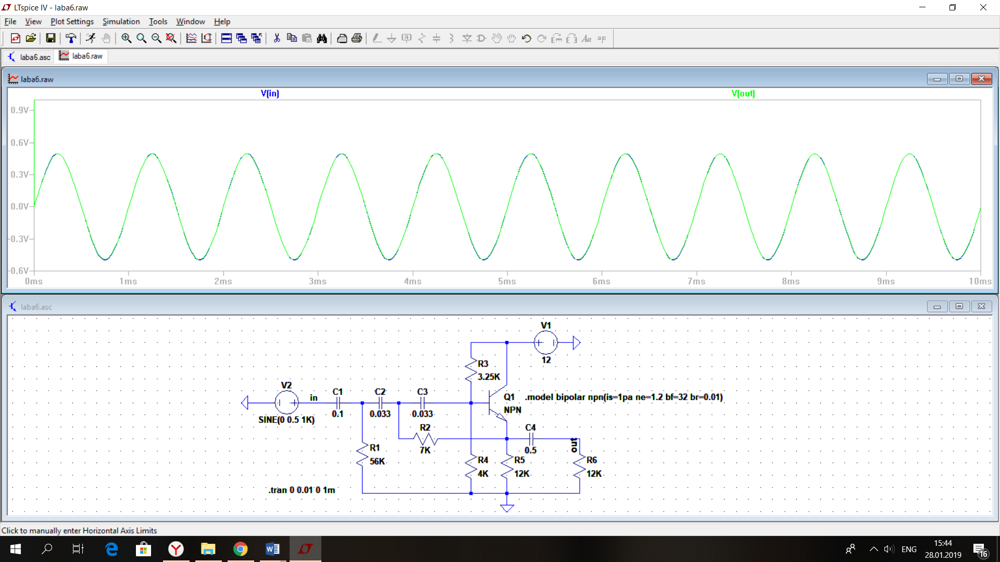 LTspice IV - laba6.raw
File View Plot Settings Simulation Tools Window Help
laba6.asc laba6.raw
laba6.raw
V(in) V(out)
0.9V
0.6V
0.3V
0.0V
-0.3V
-0.6V
0ms 1ms 2ms 3ms 4ms 5ms 6ms 7ms 8ms 9ms 10ms
laba6.asc
V1
12
R3
3.25K
V2
in
SINE(0 0.5 1K)
C1
0.1
C2
0.033
C3
0.033
Q1
NPN
.model bipolar npn(is=1pa ne=1.2 bf=32 br=0.01)
R2
7K
C4
0.5
out
R1
56K
R4
4K
R5
12K
R6
12K
.tran 0 0.01 0 1m
Click to manually enter Horizontal Axis Limits
ENG
15:44
28.01.2019
16